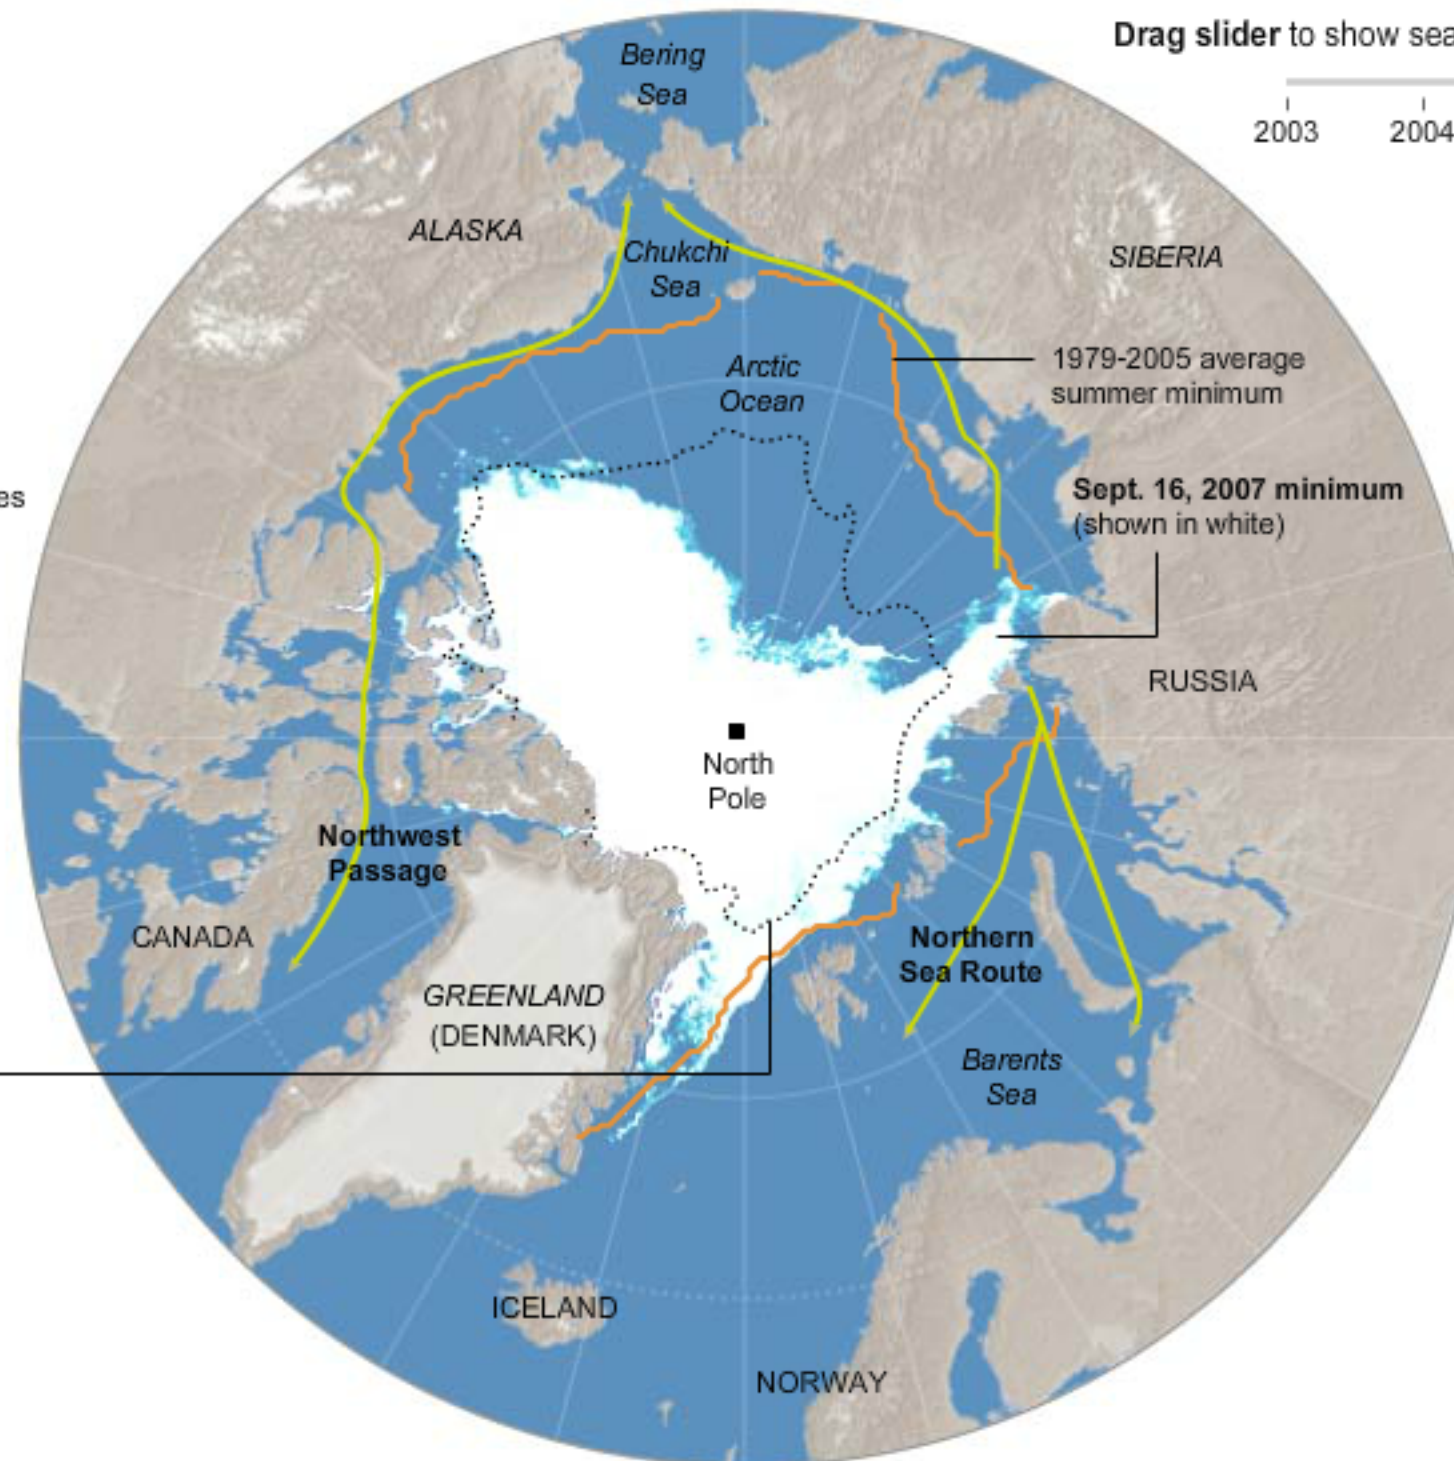 Drag slider to show sea
2003 2004
Bering
Sea
ALASKA
Chukchi
Sea
SIBERIA
Arctic
Ocean
1979-2005 average
summer minimum
es
Sept. 16, 2007 minimum
(shown in white)
RUSSIA
North
Pole
Northwest
Passage
CANADA
Northern
Sea Route
GREENLAND
(DENMARK)
Barents
Sea
ICELAND
NORWAY